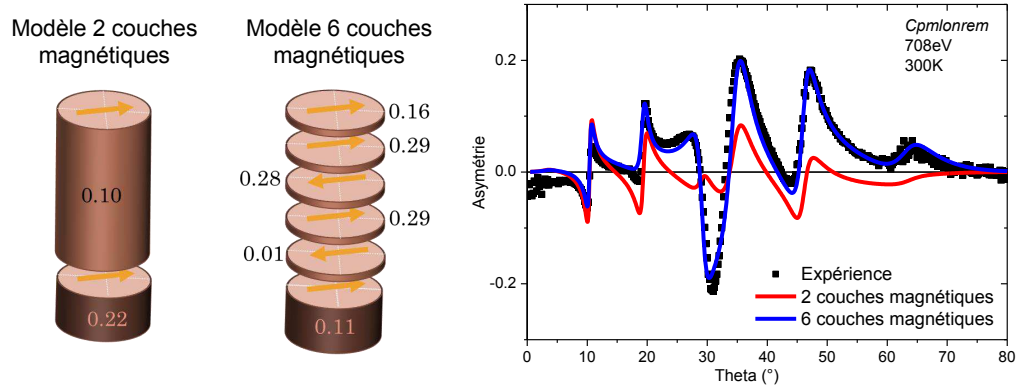 Modèle 2 couches
magnétiques
0.10
0.22
Modèle 6 couches
magnétiques
0.16
0.29
0.28
0.29
0.01
0.11
Cpmlonrem
708eV
300K
Asymétrie
0.2
0.0
-0.2
Expérience
2 couches magnétiques
6 couches magnétiques
0 10 20 30 40 50 60 70 80
Theta (°)